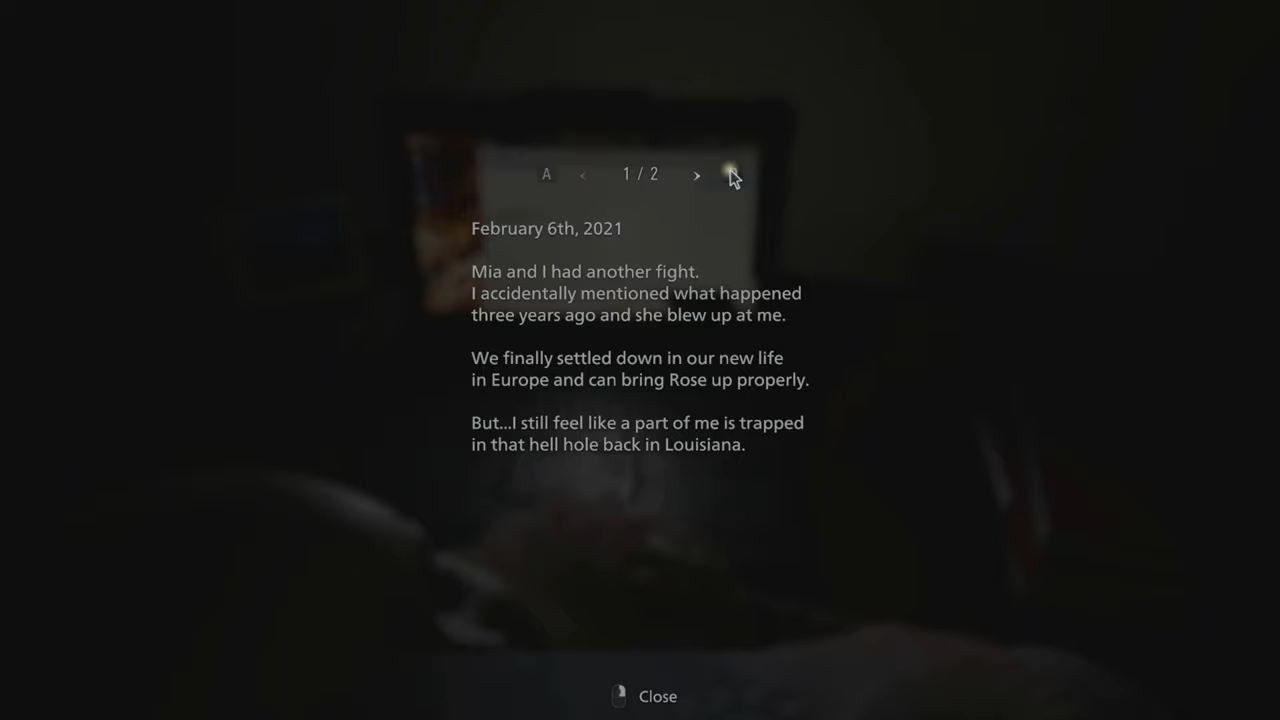 A 1 / 2
February 6th, 2021
Mia and I had another fight.
I accidentally mentioned what happened
three years ago and she blew up at me.
We finally settled down in our new life
in Europe and can bring Rose up properly.
But...I still feel like a part of me is trapped
in that hell hole back in Louisiana.
Close